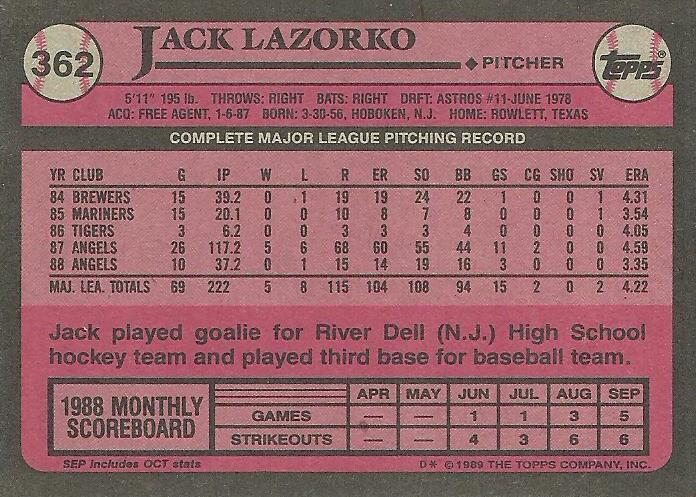 362
JACK LAZORKO
◆ PITCHER
TOPPS®
5'11" 195 lb. THROWS: RIGHT BATS: RIGHT DRFT: ASTROS #11-JUNE 1978
ACQ: FREE AGENT, 1-6-87 BORN: 3-30-56, HOBOKEN, N.J. HOME: ROWLETT, TEXAS
COMPLETE MAJOR LEAGUE PITCHING RECORD
YR CLUB G IP W L R ER SO BB GS CG SHO SV ERA
84 BREWERS 15 39.2 0 1 19 19 24 22 1 0 0 1 4.31
85 MARINERS 15 20.1 0 0 10 8 7 8 0 0 0 1 3.54
86 TIGERS 3 6.2 0 0 3 3 3 4 0 0 0 0 4.05
87 ANGELS 26 117.2 5 6 68 60 55 44 11 2 0 0 4.59
88 ANGELS 10 37.2 0 1 15 14 19 16 3 0 0 0 3.35
MAJ. LEA. TOTALS 69 222 5 8 115 104 108 94 15 2 0 2 4.22
Jack played goalie for River Dell (N.J.) High School
hockey team and played third base for baseball team.
1988 MONTHLY
SCOREBOARD
APR MAY JUN JUL AUG SEP
GAMES — — 1 1 3 5
STRIKEOUTS — — 4 3 6 6
SEP includes OCT stats
D* © 1989 THE TOPPS COMPANY, INC.